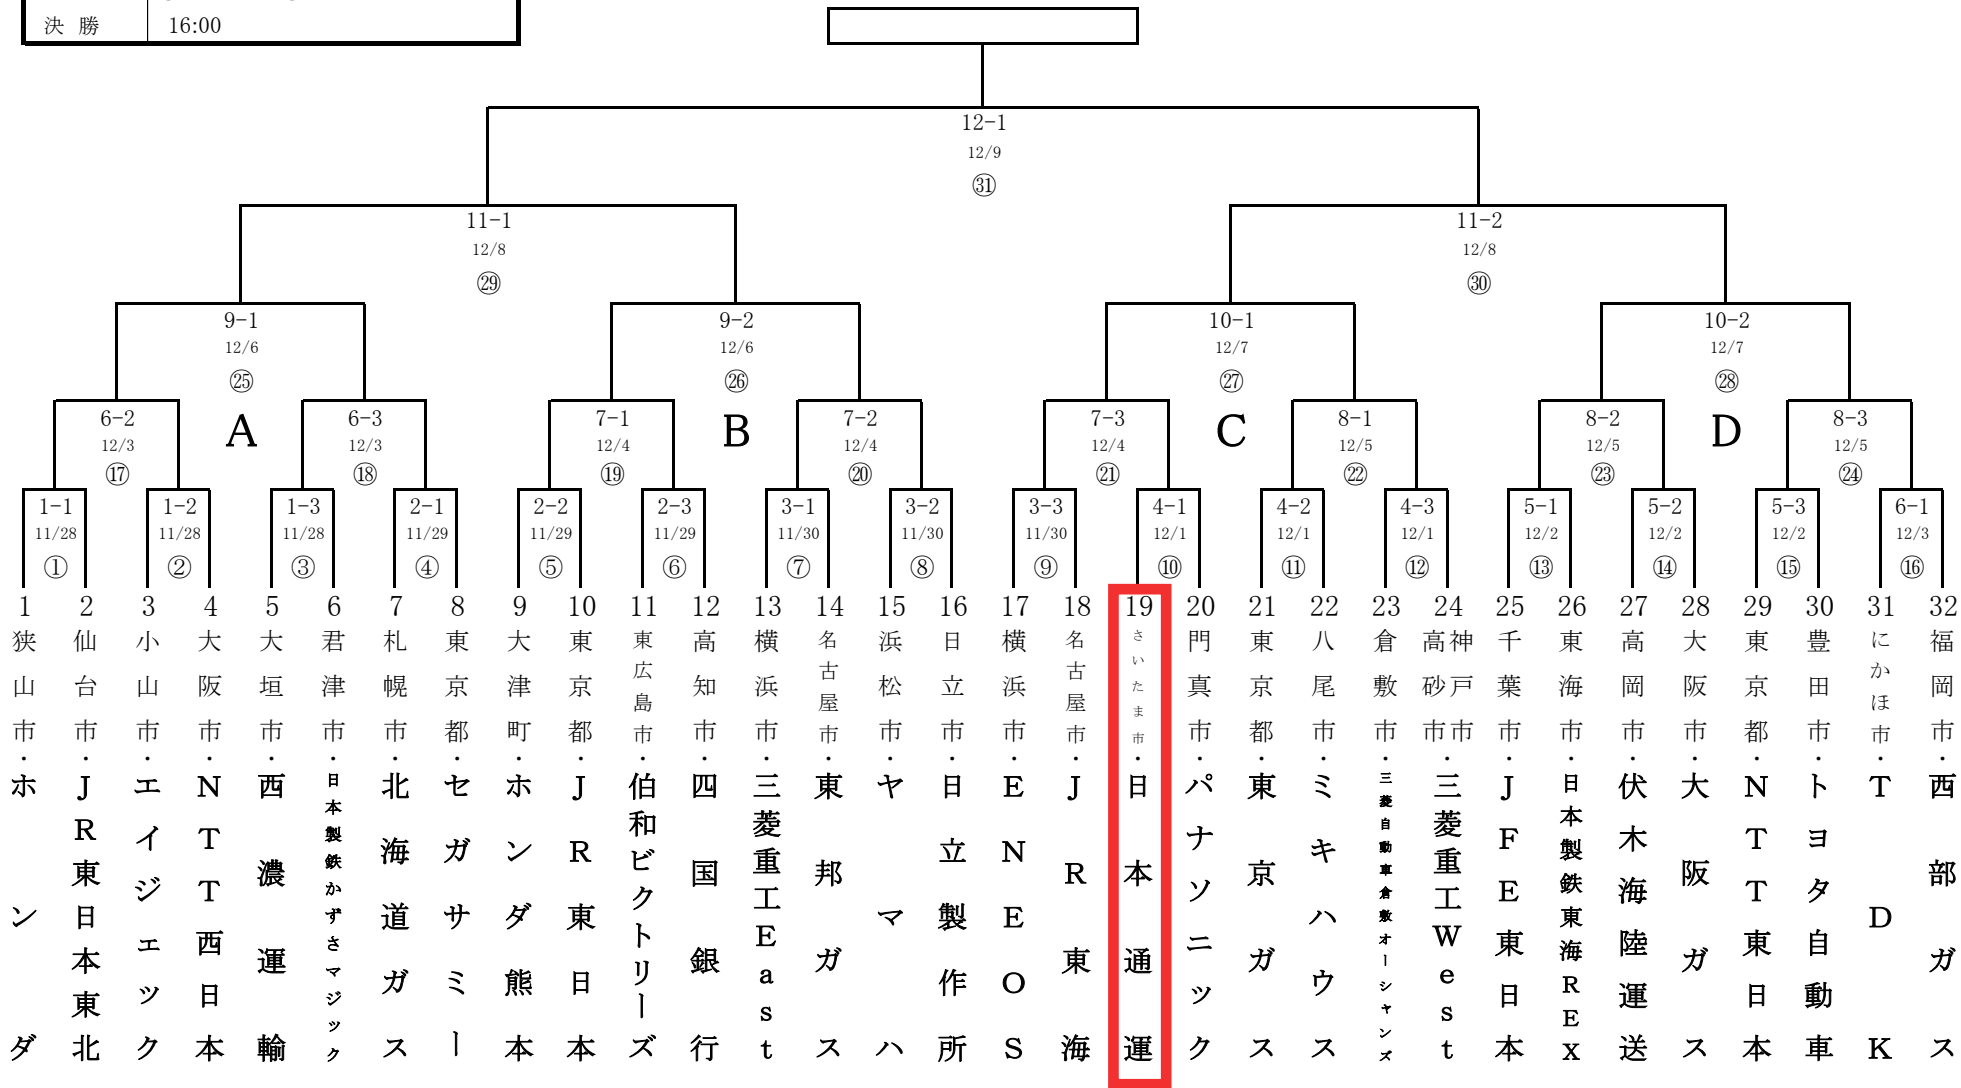 決 勝 16:00
12-1
12/9
㉛
11-1 11-2
12/8 12/8
㉙ ㉚
9-1 9-2 10-1 10-2
12/6 12/6 12/7 12/7
㉕ ㉖ ㉗ ㉘
A B C D
6-2 6-3 7-1 7-2 7-3 8-1 8-2 8-3
12/3 12/3 12/4 12/4 12/4 12/5 12/5 12/5
⑰ ⑱ ⑲ ⑳ ㉑ ㉒ ㉓ ㉔
1-1 1-2 1-3 2-1 2-2 2-3 3-1 3-2 3-3 4-1 4-2 4-3 5-1 5-2 5-3 6-1
11/28 11/28 11/28 11/29 11/29 11/29 11/30 11/30 11/30 12/1 12/1 12/1 12/2 12/2 12/2 12/3
① ② ③ ④ ⑤ ⑥ ⑦ ⑧ ⑨ ⑩ ⑪ ⑫ ⑬ ⑭ ⑮ ⑯
1 狭山市・ホンダ
2 仙台市・JR東日本東北
3 小山市・エイジェック
4 大阪市・NTT西日本
5 大垣市・西濃運輸
6 君津市・日本製鉄かずさマジック
7 札幌市・北海道ガス
8 東京都・セガサミー
9 大津町・ホンダ熊本
10 東京都・JR東日本
11 東広島市・伯和ビクトリーズ
12 高知市・四国銀行
13 横浜市・三菱重工East
14 名古屋市・東邦ガス
15 浜松市・ヤマハ
16 日立市・日立製作所
17 横浜市・ENEOS
18 名古屋市・JR東海
19 さいたま市・日本通運
20 門真市・パナソニック
21 東京都・東京ガス
22 八尾市・ミキハウス
23 倉敷市・三菱自動車倉敷オーシャンズ
24 神戸市高砂市・三菱重工West
25 千葉市・JFE東日本
26 東海市・日本製鉄東海REX
27 高岡市・伏木海陸運送
28 大阪市・大阪ガス
29 東京都・NTT東日本
30 豊田市・トヨタ自動車
31 にかほ市・TDK
32 福岡市・西部ガス